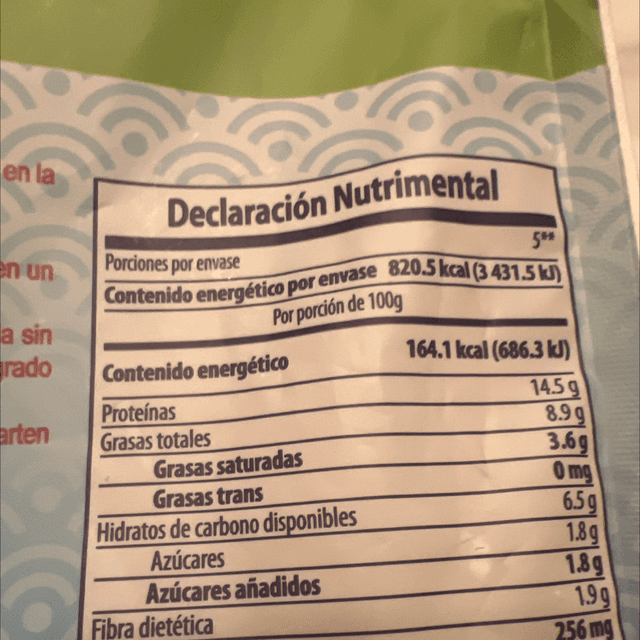 en la
en un
a sin
grado
arten
Declaración Nutrimental
Porciones por envase 5**
Contenido energético por envase 820.5 kcal (3 431.5 kJ)
Por porción de 100g
Contenido energético 164.1 kcal (686.3 kJ)
Proteínas 14.5 g
Grasas totales 8.9 g
Grasas saturadas 3.6 g
Grasas trans 0 mg
Hidratos de carbono disponibles 6.5 g
Azúcares 1.8 g
Azúcares añadidos 1.8 g
Fibra dietética 1.9 g
256 mg